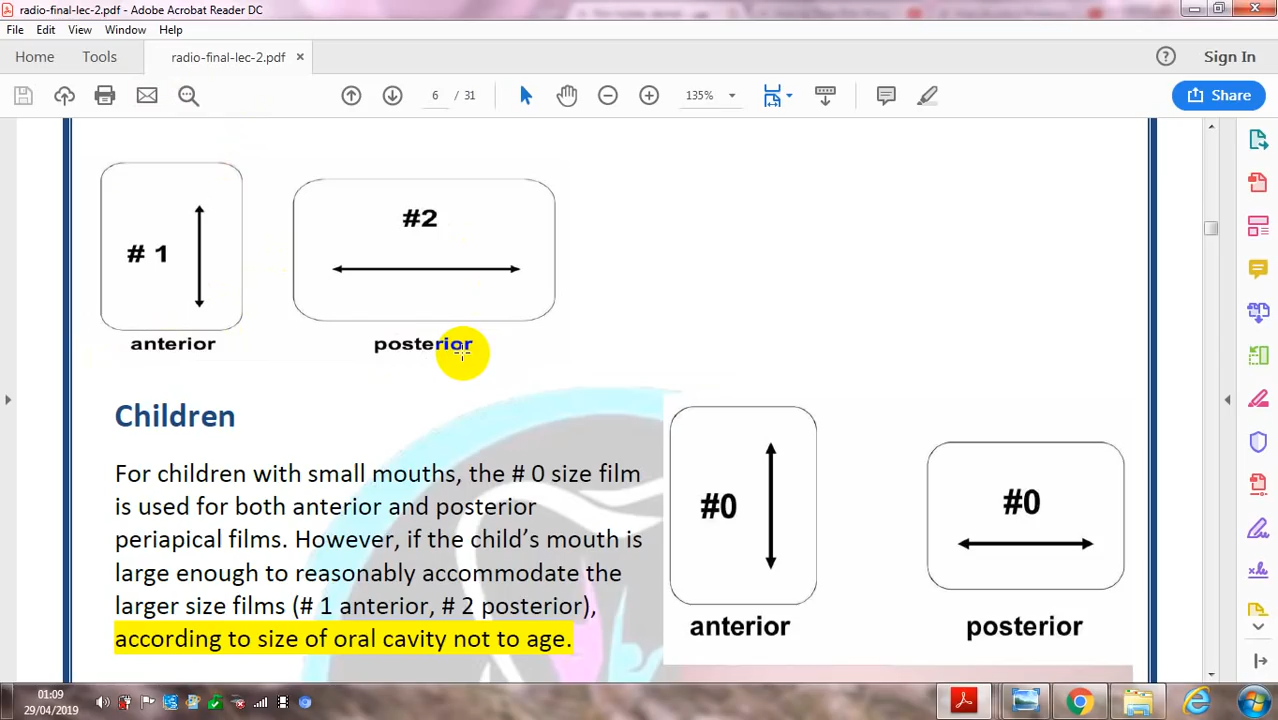 radio-final-lec-2.pdf - Adobe Acrobat Reader DC
File Edit View Window Help
Home Tools radio-final-lec-2.pdf × Sign In
6 / 31 135% Share
# 1
#2
anterior
posterior
Children
For children with small mouths, the # 0 size film
is used for both anterior and posterior
periapical films. However, if the child's mouth is
large enough to reasonably accommodate the
larger size films (# 1 anterior, # 2 posterior),
according to size of oral cavity not to age.
#0
#0
anterior
posterior
01:09
29/04/2019